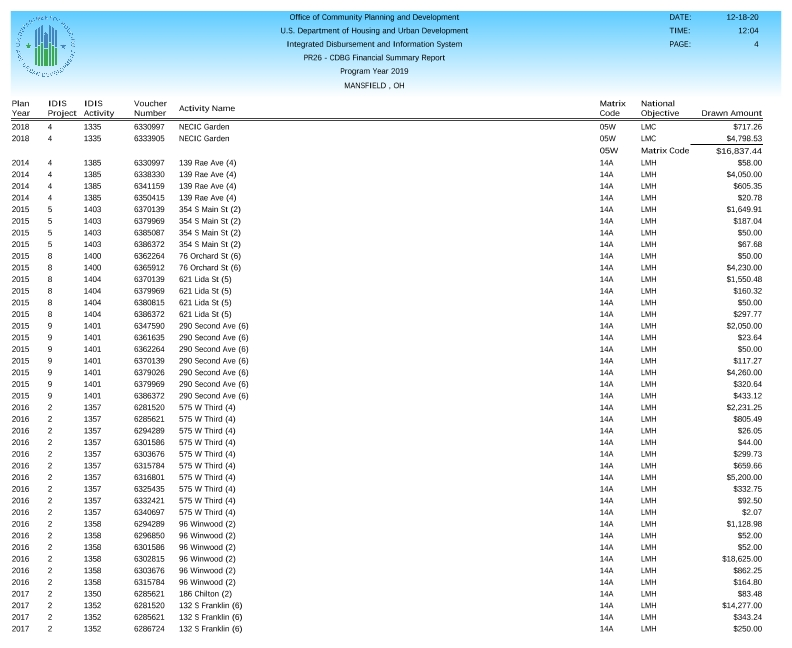 Office of Community Planning and Development DATE: 12-18-20
U.S. Department of Housing and Urban Development TIME: 12:04
Integrated Disbursement and Information System PAGE: 4
PR26 - CDBG Financial Summary Report
Program Year 2019
MANSFIELD , OH
Plan Year IDIS Project IDIS Activity Voucher Number Activity Name Matrix Code National Objective Drawn Amount
2018 4 1335 6330997 NECIC Garden 05W LMC $717.26
2018 4 1335 6333905 NECIC Garden 05W LMC $4,798.53
05W Matrix Code $16,837.44
2014 4 1385 6330997 139 Rae Ave (4) 14A LMH $58.00
2014 4 1385 6338330 139 Rae Ave (4) 14A LMH $4,050.00
2014 4 1385 6341159 139 Rae Ave (4) 14A LMH $605.35
2014 4 1385 6350415 139 Rae Ave (4) 14A LMH $20.78
2015 5 1403 6370139 354 S Main St (2) 14A LMH $1,649.91
2015 5 1403 6379969 354 S Main St (2) 14A LMH $187.04
2015 5 1403 6385087 354 S Main St (2) 14A LMH $50.00
2015 5 1403 6386372 354 S Main St (2) 14A LMH $67.68
2015 8 1400 6362264 76 Orchard St (6) 14A LMH $50.00
2015 8 1400 6365912 76 Orchard St (6) 14A LMH $4,230.00
2015 8 1404 6370139 621 Lida St (5) 14A LMH $1,550.48
2015 8 1404 6379969 621 Lida St (5) 14A LMH $160.32
2015 8 1404 6380815 621 Lida St (5) 14A LMH $50.00
2015 8 1404 6386372 621 Lida St (5) 14A LMH $297.77
2015 9 1401 6347590 290 Second Ave (6) 14A LMH $2,050.00
2015 9 1401 6361635 290 Second Ave (6) 14A LMH $23.64
2015 9 1401 6362264 290 Second Ave (6) 14A LMH $50.00
2015 9 1401 6370139 290 Second Ave (6) 14A LMH $117.27
2015 9 1401 6379026 290 Second Ave (6) 14A LMH $4,260.00
2015 9 1401 6379969 290 Second Ave (6) 14A LMH $320.64
2015 9 1401 6386372 290 Second Ave (6) 14A LMH $433.12
2016 2 1357 6281520 575 W Third (4) 14A LMH $2,231.25
2016 2 1357 6285621 575 W Third (4) 14A LMH $805.49
2016 2 1357 6294289 575 W Third (4) 14A LMH $26.05
2016 2 1357 6301586 575 W Third (4) 14A LMH $44.00
2016 2 1357 6303676 575 W Third (4) 14A LMH $299.73
2016 2 1357 6315784 575 W Third (4) 14A LMH $659.66
2016 2 1357 6316801 575 W Third (4) 14A LMH $5,200.00
2016 2 1357 6325435 575 W Third (4) 14A LMH $332.75
2016 2 1357 6332421 575 W Third (4) 14A LMH $92.50
2016 2 1357 6340697 575 W Third (4) 14A LMH $2.07
2016 2 1358 6294289 96 Winwood (2) 14A LMH $1,128.98
2016 2 1358 6296850 96 Winwood (2) 14A LMH $52.00
2016 2 1358 6301586 96 Winwood (2) 14A LMH $52.00
2016 2 1358 6302815 96 Winwood (2) 14A LMH $18,625.00
2016 2 1358 6303676 96 Winwood (2) 14A LMH $862.25
2016 2 1358 6315784 96 Winwood (2) 14A LMH $164.80
2017 2 1350 6285621 186 Chilton (2) 14A LMH $83.48
2017 2 1352 6281520 132 S Franklin (6) 14A LMH $14,277.00
2017 2 1352 6285621 132 S Franklin (6) 14A LMH $343.24
2017 2 1352 6286724 132 S Franklin (6) 14A LMH $250.00